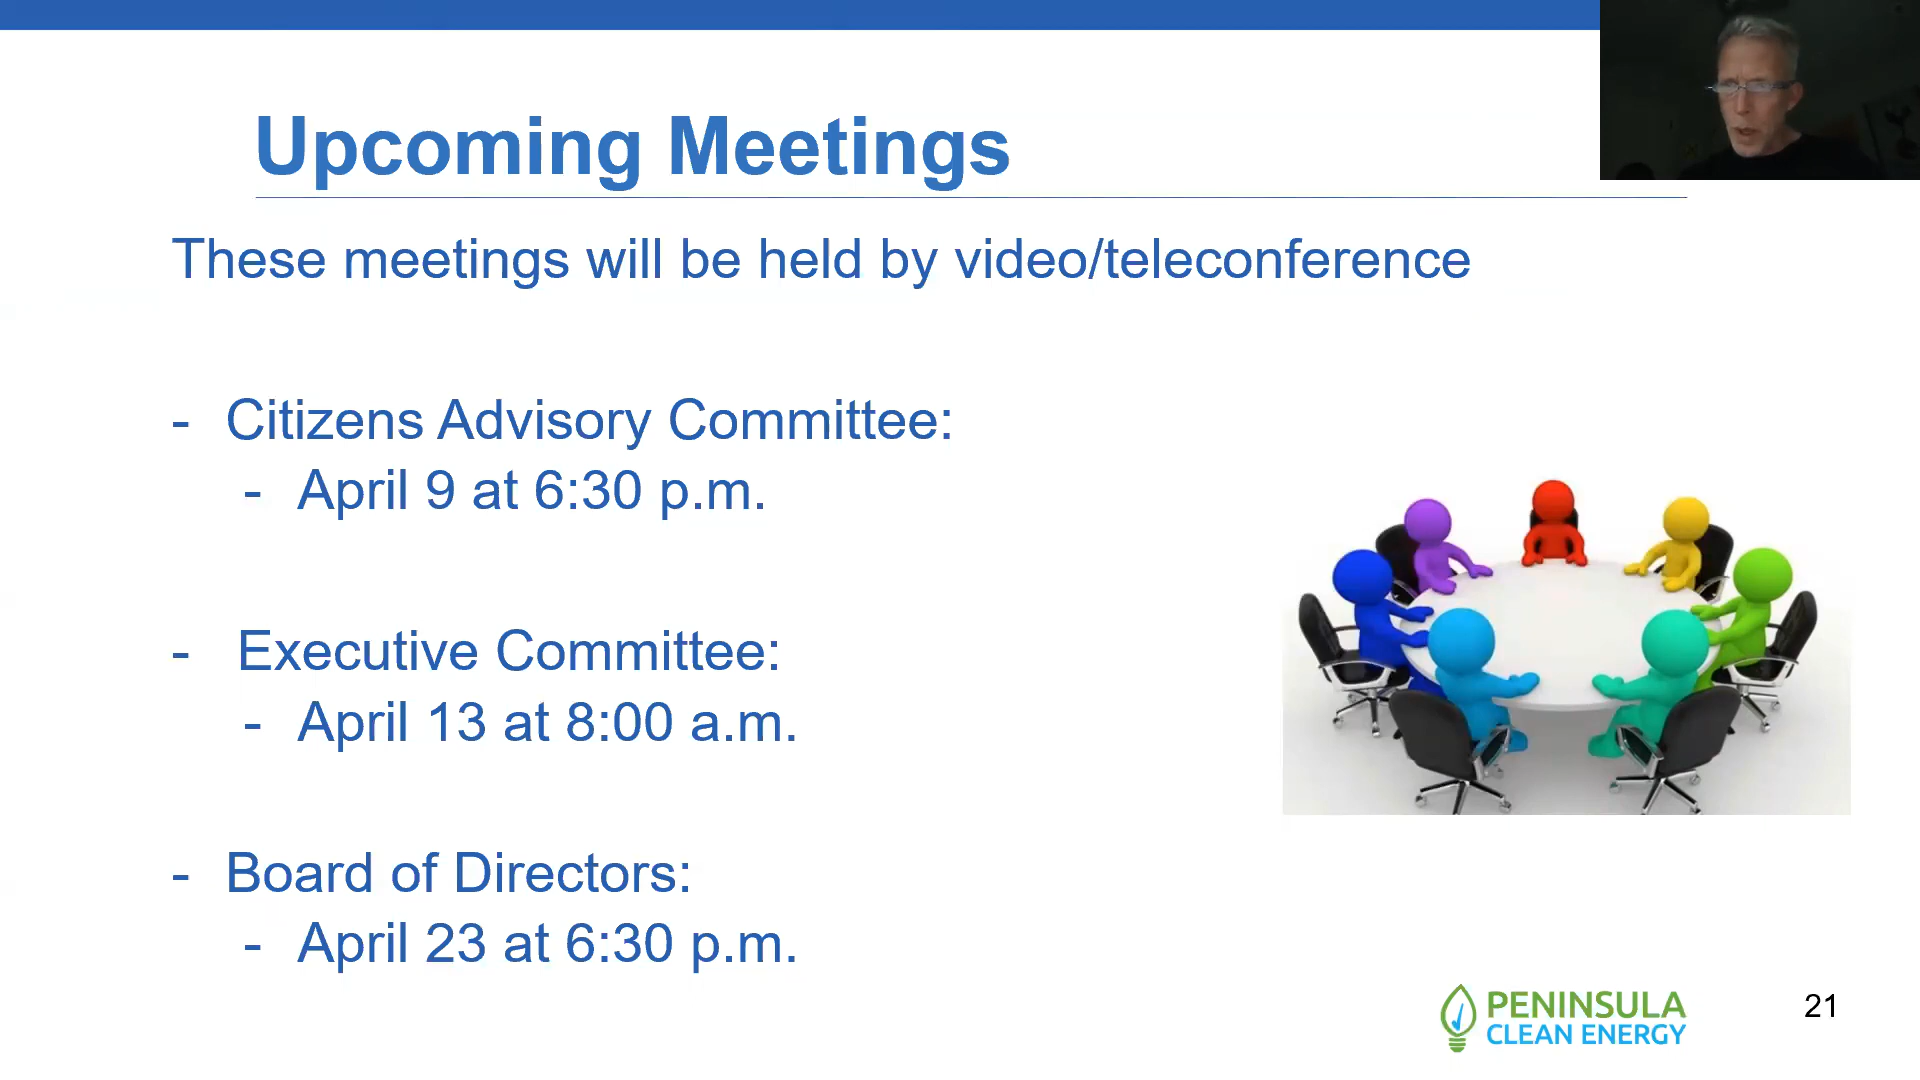 Upcoming Meetings
These meetings will be held by video/teleconference
- Citizens Advisory Committee:
- April 9 at 6:30 p.m.
- Executive Committee:
- April 13 at 8:00 a.m.
- Board of Directors:
- April 23 at 6:30 p.m.
PENINSULA
CLEAN ENERGY
21